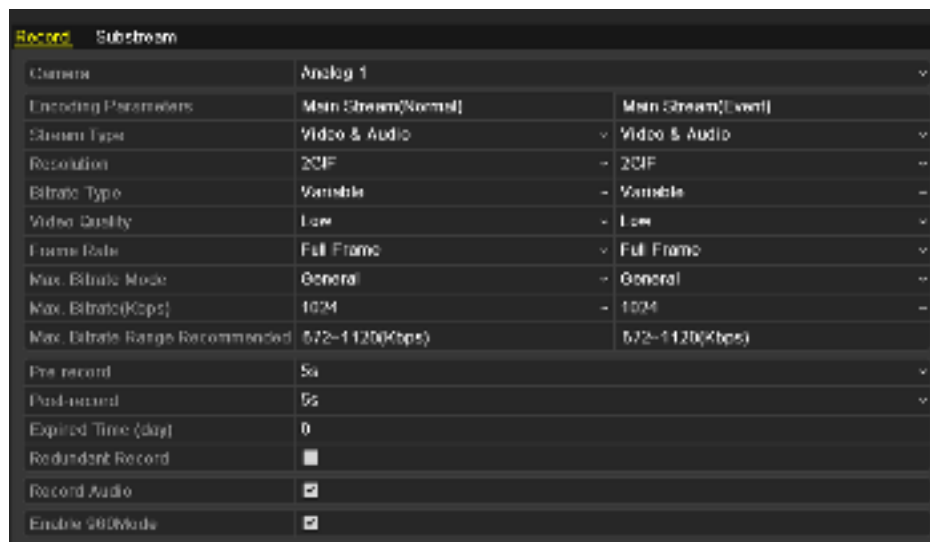 Record Substream
Camera Analog 1
Encoding Parameters Main Stream(Normal) Main Stream(Event)
Stream Type Video & Audio Video & Audio
Resolution 2CIF 2CIF
Bitrate Type Variable Variable
Video Quality Low Low
Frame Rate Full Frame Full Frame
Max. Bitrate Mode General General
Max. Bitrate(Kbps) 1024 1024
Max. Bitrate Range Recommended 672~1120(Kbps) 672~1120(Kbps)
Pre-record 5s
Post-record 5s
Expired Time (day) 0
Redundant Record
Record Audio
Enable 960Mode